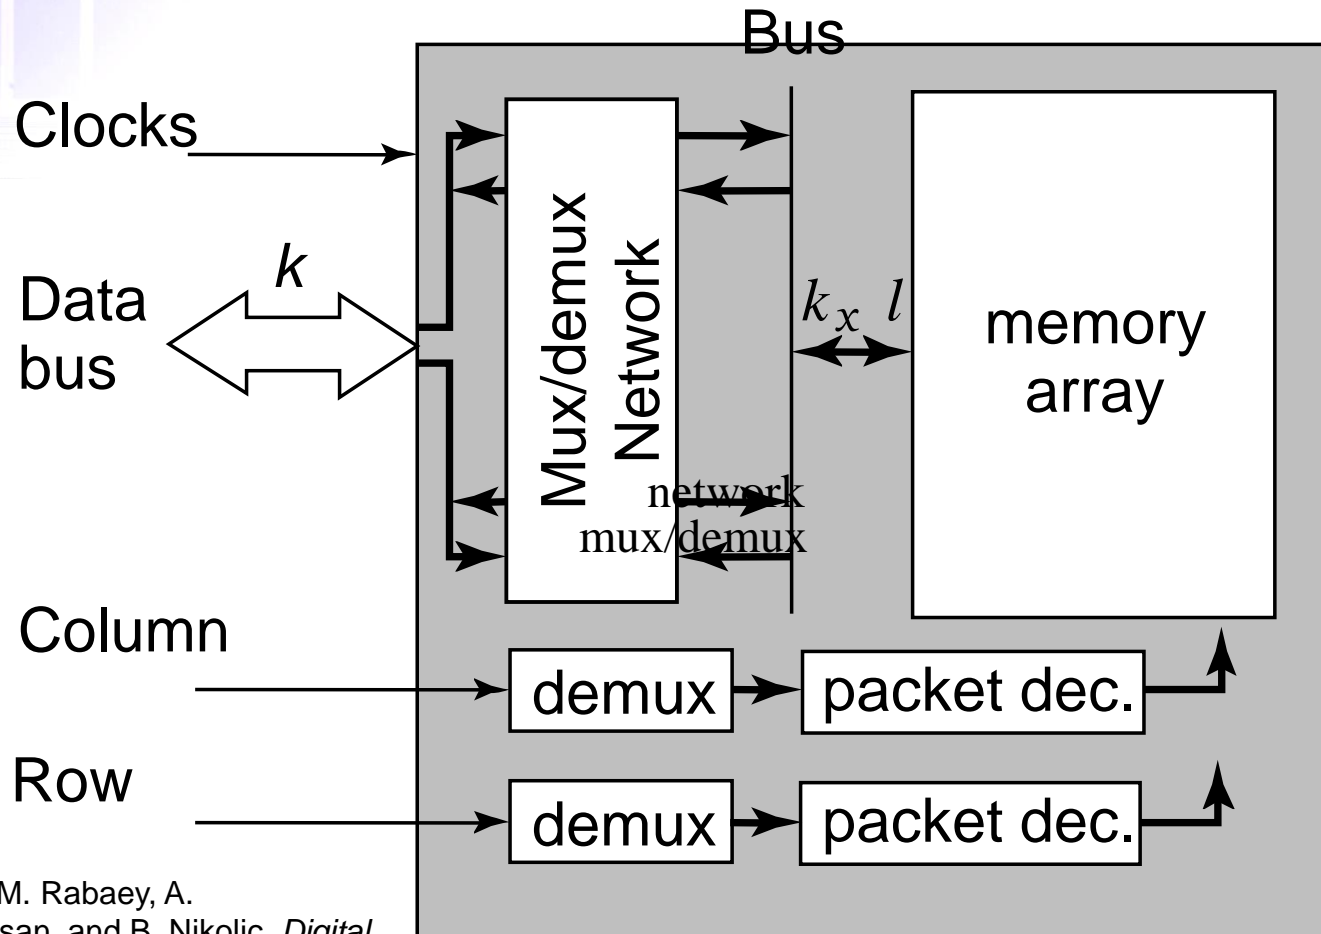 Bus
Clocks
Mux/demux
Network
k
Data
bus
k x l
memory
array
network
mux/demux
Column
demux
packet dec.
Row
demux
packet dec.
M. Rabaey, A.
san, and B. Nikolic, Digital